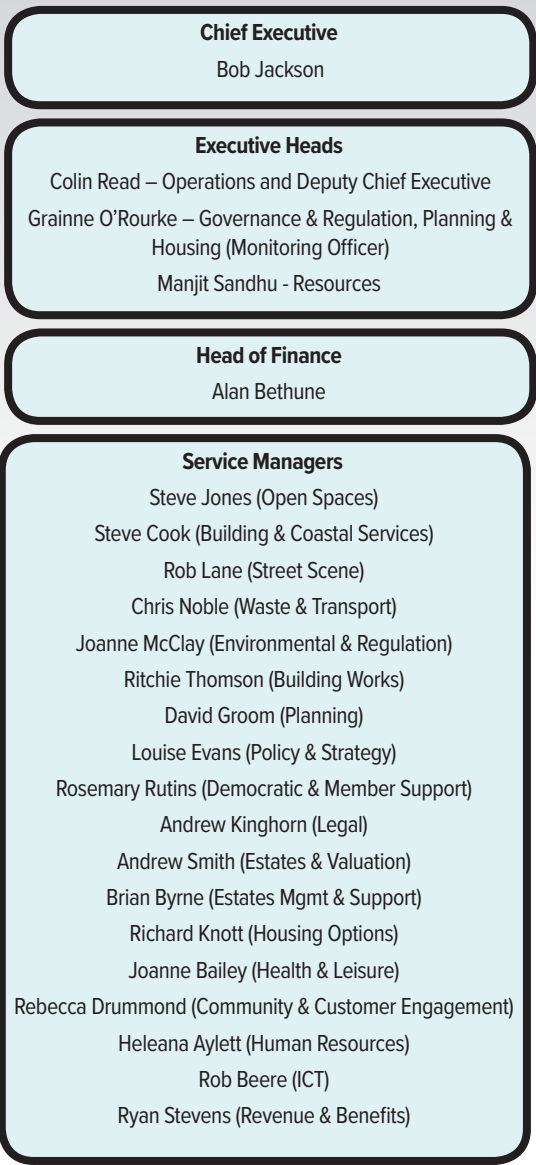 Chief Executive
Bob Jackson
Executive Heads
Colin Read – Operations and Deputy Chief Executive
Grainne O’Rourke – Governance & Regulation, Planning &
Housing (Monitoring Officer)
Manjit Sandhu - Resources
Head of Finance
Alan Bethune
Service Managers
Steve Jones (Open Spaces)
Steve Cook (Building & Coastal Services)
Rob Lane (Street Scene)
Chris Noble (Waste & Transport)
Joanne McClay (Environmental & Regulation)
Ritchie Thomson (Building Works)
David Groom (Planning)
Louise Evans (Policy & Strategy)
Rosemary Rutins (Democratic & Member Support)
Andrew Kinghorn (Legal)
Andrew Smith (Estates & Valuation)
Brian Byrne (Estates Mgmt & Support)
Richard Knott (Housing Options)
Joanne Bailey (Health & Leisure)
Rebecca Drummond (Community & Customer Engagement)
Heleana Aylett (Human Resources)
Rob Beere (ICT)
Ryan Stevens (Revenue & Benefits)